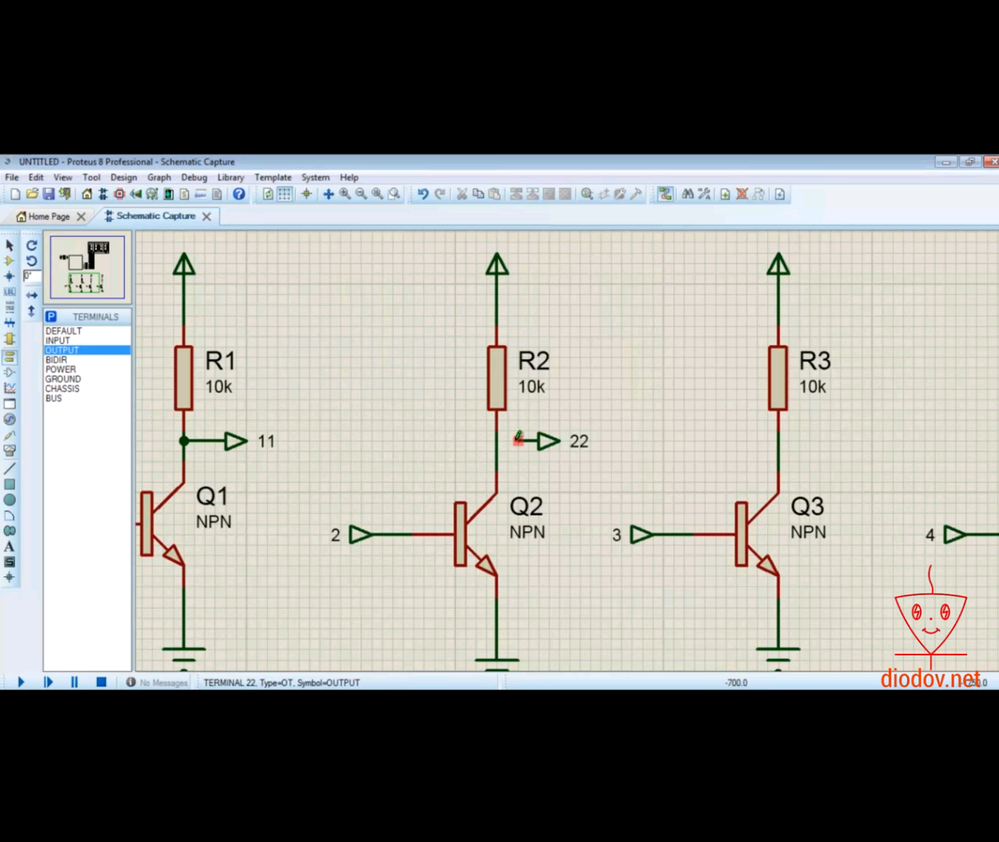 UNTITLED - Proteus 8 Professional - Schematic Capture
File Edit View Tool Design Graph Debug Library Template System Help
Home Page Schematic Capture
0°
LBL
P TERMINALS
DEFAULT
INPUT
OUTPUT
BIDIR
POWER
GROUND
CHASSIS
BUS
A
S
R1
10k
R2
10k
R3
10k
11
22
Q1
NPN
Q2
NPN
Q3
NPN
2
3
4
No Messages
TERMINAL 22, Type=OT, Symbol=OUTPUT
-700.0
diodov.net